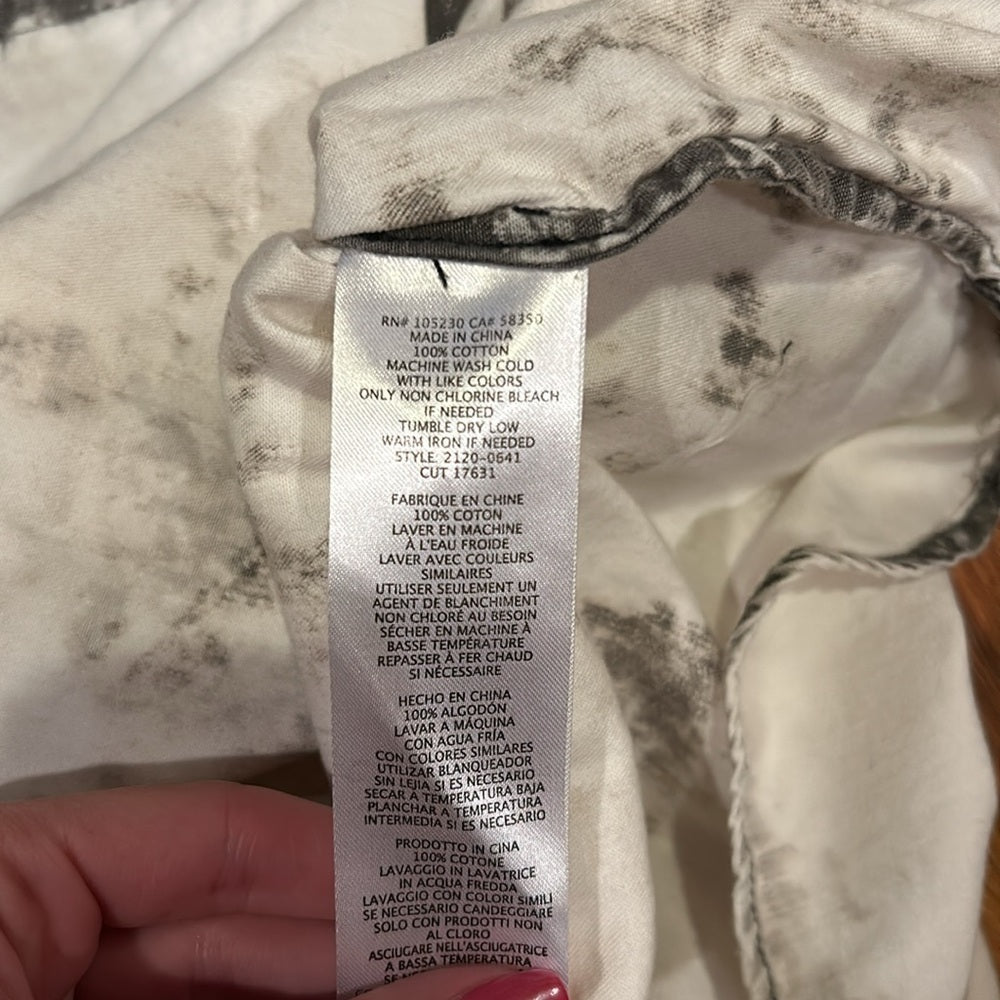 RN# 105230 CA# 58350
MADE IN CHINA
100% COTTON
MACHINE WASH COLD
WITH LIKE COLORS
ONLY NON CHLORINE BLEACH
IF NEEDED
TUMBLE DRY LOW
WARM IRON IF NEEDED
STYLE: 2120-0641
CUT 17631
FABRIQUE EN CHINE
100% COTON
LAVER EN MACHINE
À L'EAU FROIDE
LAVER AVEC COULEURS
SIMILAIRES
UTILISER SEULEMENT UN
AGENT DE BLANCHIMENT
NON CHLORÉ AU BESOIN
SÉCHER EN MACHINE À
BASSE TEMPÉRATURE
REPASSER À FER CHAUD
SI NÉCESSAIRE
HECHO EN CHINA
100% ALGODÓN
LAVAR A MÁQUINA
CON AGUA FRÍA
CON COLORES SIMILARES
UTILIZAR BLANQUEADOR
SIN LEJIA SI ES NECESARIO
SECAR A TEMPERATURA BAJA
PLANCHAR A TEMPERATURA
INTERMEDIA SI ES NECESARIO
PRODOTTO IN CINA
100% COTONE
LAVAGGIO IN LAVATRICE
IN ACQUA FREDDA
LAVAGGIO CON COLORI SIMILI
SE NECESSARIO CANDEGGIARE
SOLO CON PRODOTTI NON
AL CLORO
ASCIUGARE NELL'ASCIUGATRICE
A BASSA TEMPERATURA